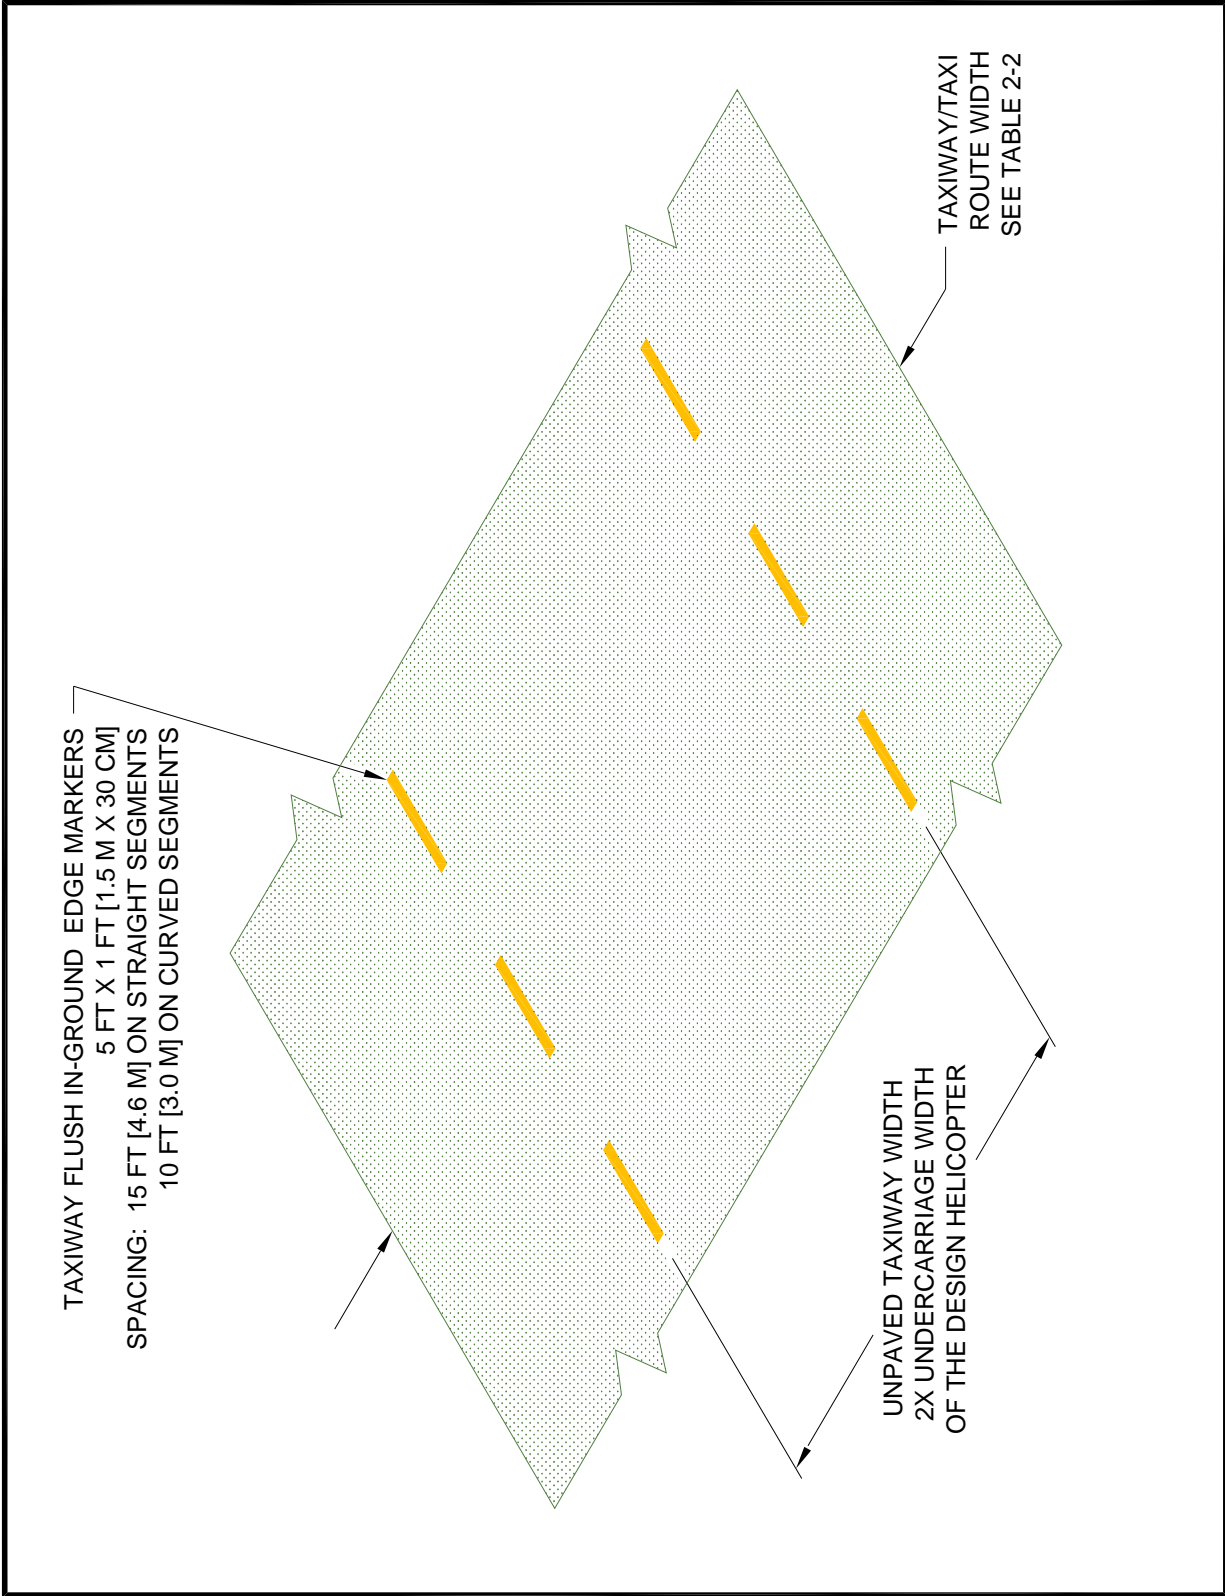 TAXIWAY FLUSH IN-GROUND  EDGE MARKERS
5 FT X 1 FT [1.5 M X 30 CM]
SPACING:  15 FT [4.6 M] ON STRAIGHT SEGMENTS
10 FT [3.0 M] ON CURVED SEGMENTS
UNPAVED TAXIWAY WIDTH
2X UNDERCARRIAGE WIDTH
OF THE DESIGN HELICOPTER
TAXIWAY/TAXI
ROUTE WIDTH
SEE TABLE 2-2